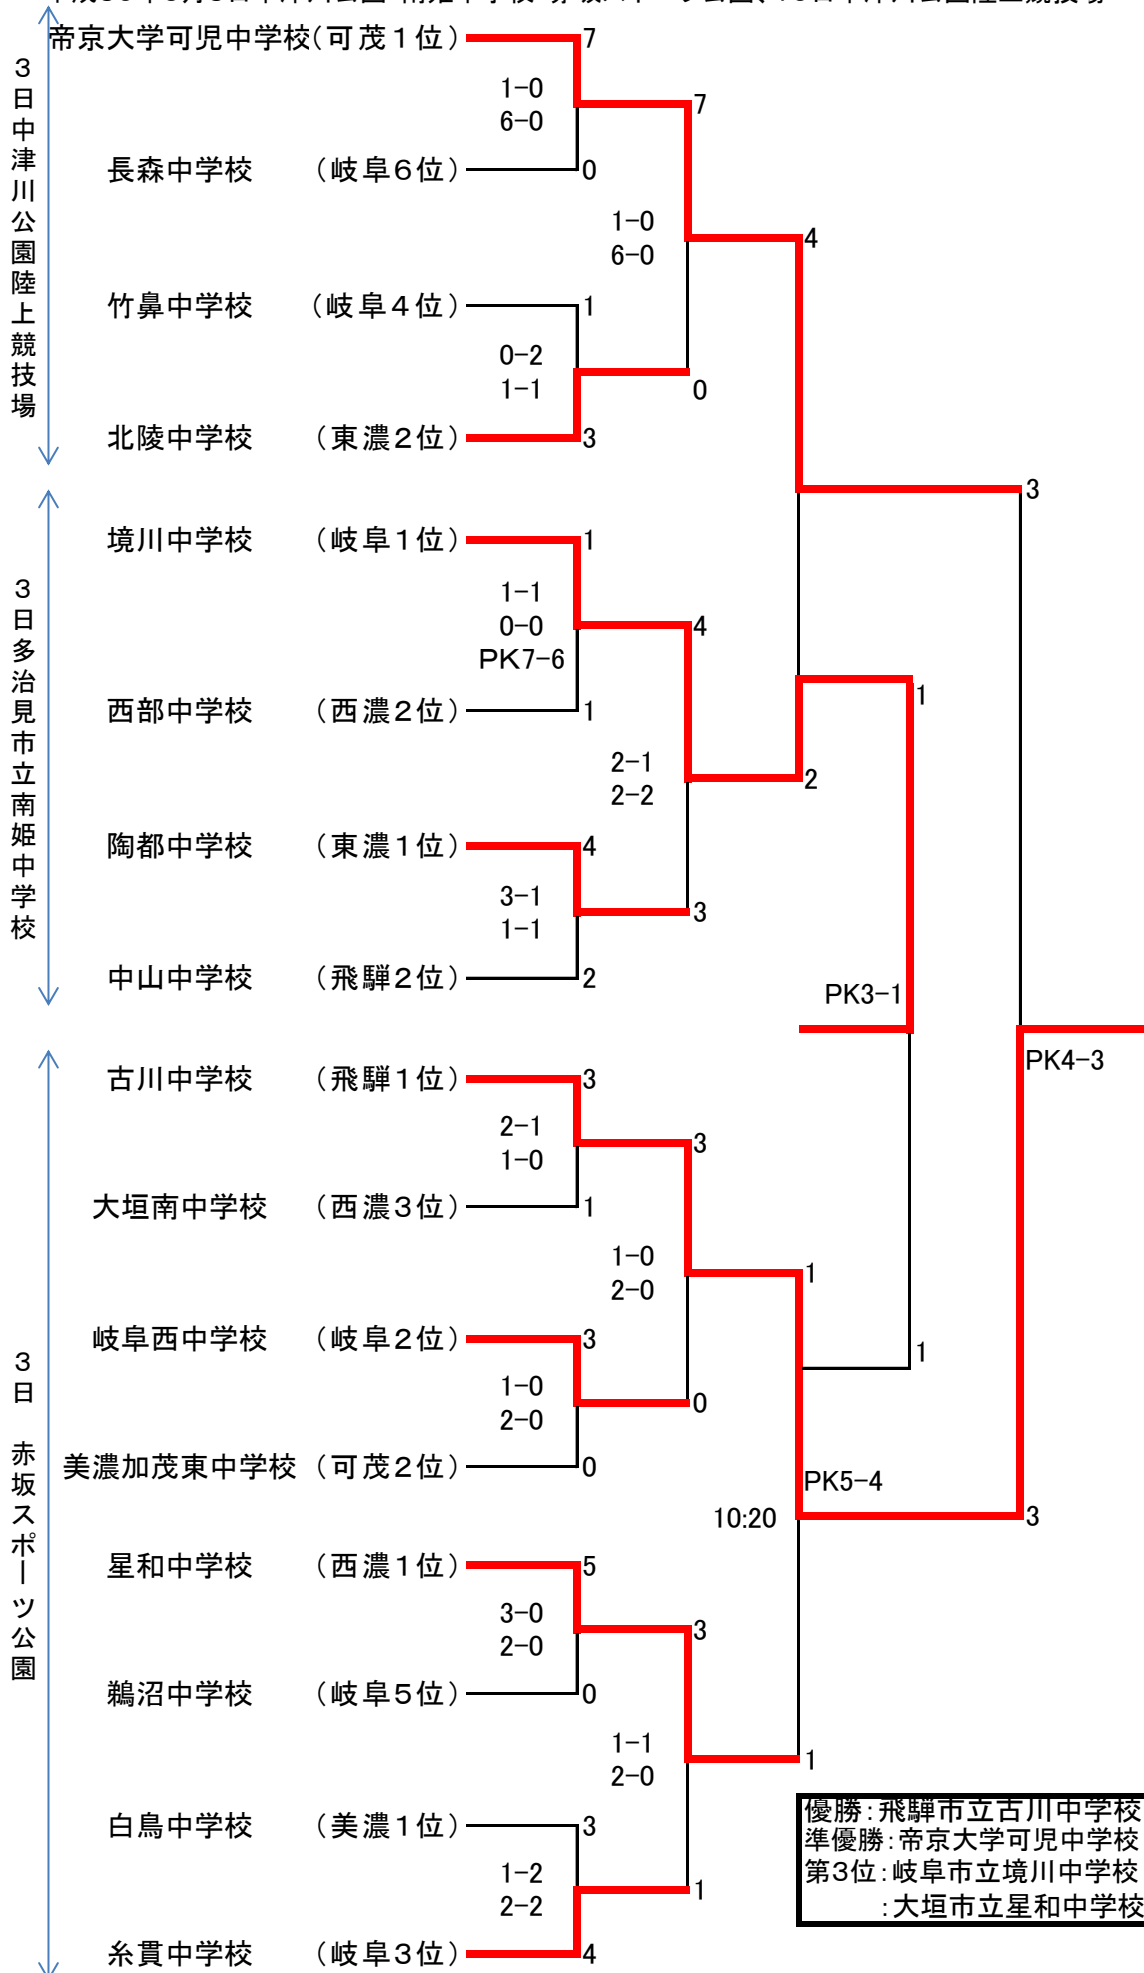 帝京大学可児中学校(可茂１位) 7
1-0
6-0
7
長森中学校 (岐阜６位) 0
1-0
6-0
4
竹鼻中学校 (岐阜４位) 1
0-2
1-1
0
北陵中学校 (東濃２位) 3
3日中津川公園陸上競技場
3
境川中学校 (岐阜１位) 1
1-1
0-0
PK7-6
4
西部中学校 (西濃２位) 1
1
2-1
2-2
2
陶都中学校 (東濃１位) 4
3-1
1-1
3
中山中学校 (飛騨２位) 2
3日多治見市立南姫中学校
PK3-1
PK4-3
古川中学校 (飛騨１位) 3
2-1
1-0
3
大垣南中学校 (西濃３位) 1
1-0
2-0
1
岐阜西中学校 (岐阜２位) 3
1
1-0
2-0
0
美濃加茂東中学校 (可茂２位) 0
PK5-4
10:20
3
3日 赤坂スポーツ公園
星和中学校 (西濃１位) 5
3-0
2-0
3
鵜沼中学校 (岐阜５位) 0
1-1
2-0
1
白鳥中学校 (美濃１位) 3
1-2
2-2
1
糸貫中学校 (岐阜３位) 4
優勝:飛騨市立古川中学校
準優勝:帝京大学可児中学校
第3位:岐阜市立境川中学校
:大垣市立星和中学校